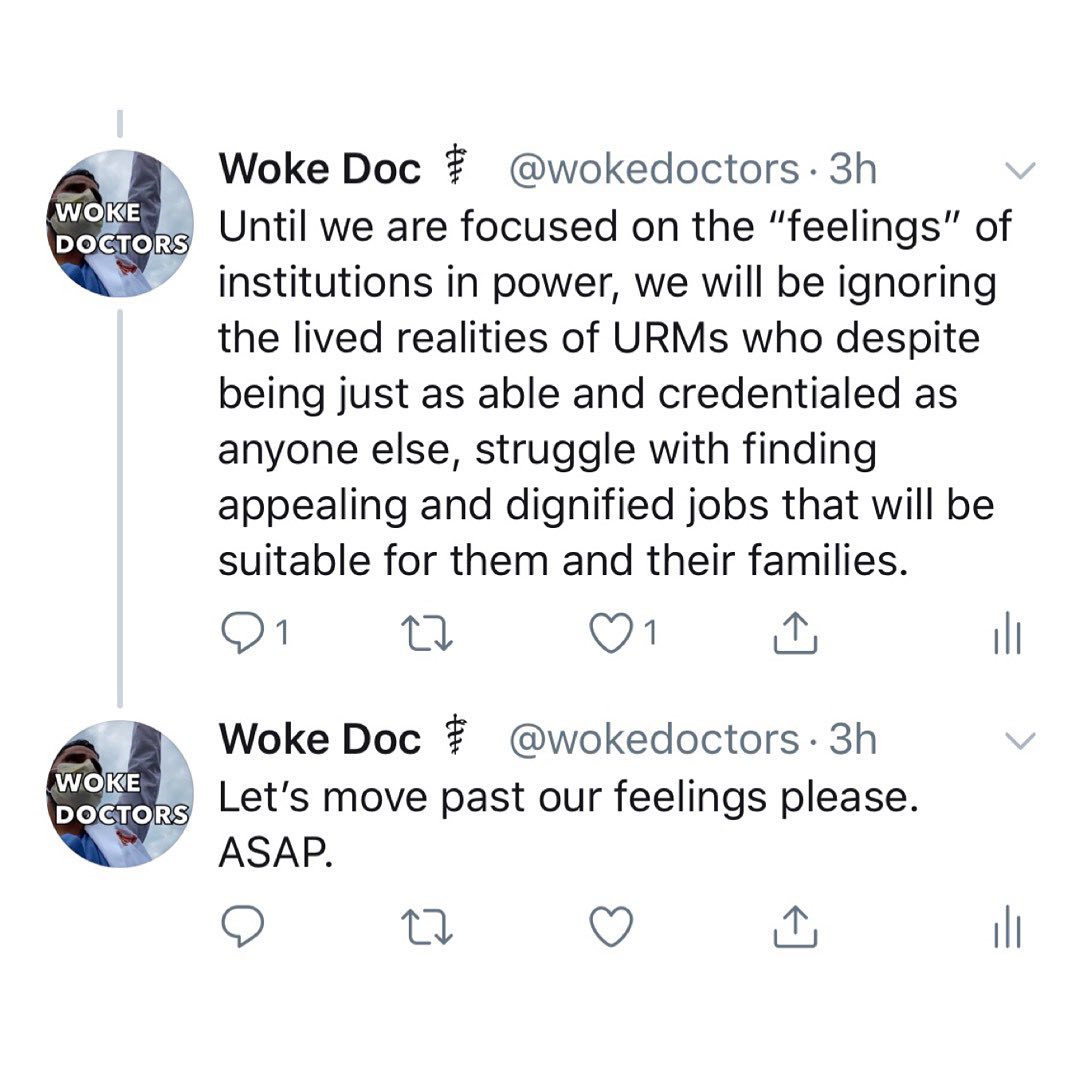 WOKE
DOCTORS
Woke Doc ⚕ @wokedoctors · 3h
Until we are focused on the “feelings” of
institutions in power, we will be ignoring
the lived realities of URMs who despite
being just as able and credentialed as
anyone else, struggle with finding
appealing and dignified jobs that will be
suitable for them and their families.
1 1
WOKE
DOCTORS
Woke Doc ⚕ @wokedoctors · 3h
Let’s move past our feelings please.
ASAP.